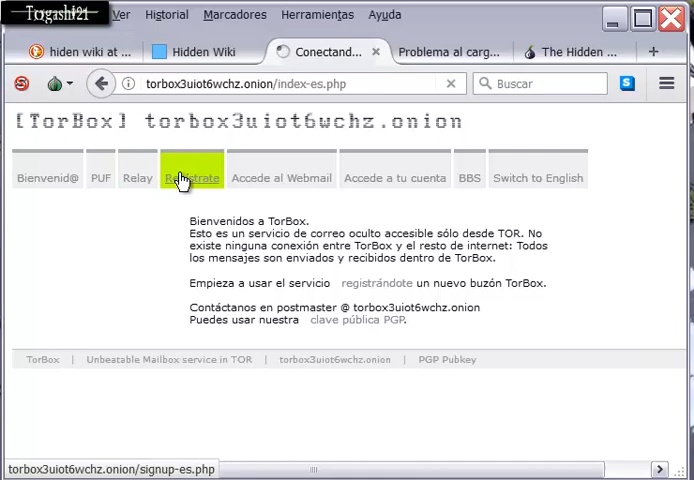 Togashi21
Ver Historial Marcadores Herramientas Ayuda
hiden wiki at ... Hidden Wiki Conectand... Problema al carg... The Hidden ...
torbox3uiot6wchz.onion/index-es.php Buscar
[TorBox] torbox3uiot6wchz.onion
Bienvenid@ PUF Relay Regístrate Accede al Webmail Accede a tu cuenta BBS Switch to English
Bienvenidos a TorBox.
Esto es un servicio de correo oculto accesible sólo desde TOR. No
existe ninguna conexión entre TorBox y el resto de internet: Todos
los mensajes son enviados y recibidos dentro de TorBox.
Empieza a usar el servicio registrándote un nuevo buzón TorBox.
Contáctanos en postmaster @ torbox3uiot6wchz.onion
Puedes usar nuestra clave pública PGP.
TorBox | Unbeatable Mailbox service in TOR | torbox3uiot6wchz.onion | PGP Pubkey
torbox3uiot6wchz.onion/signup-es.php